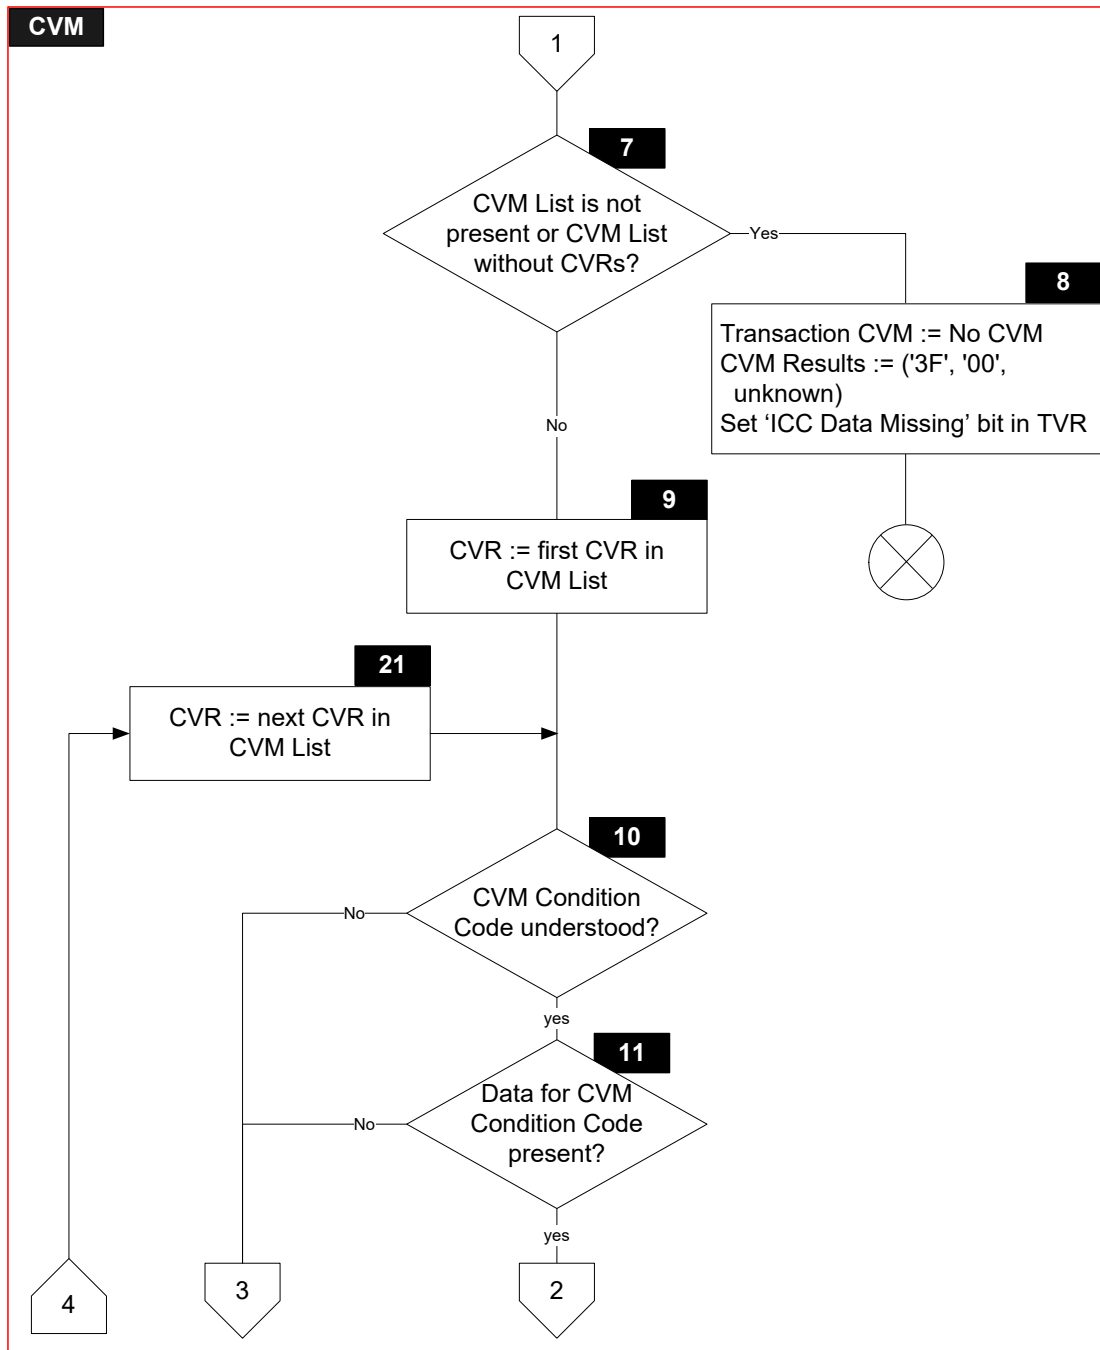 CVM
1
7
CVM List is not
present or CVM List
without CVRs?
Yes
8
Transaction CVM := No CVM
CVM Results := ('3F', '00',
unknown)
Set ‘ICC Data Missing’ bit in TVR
No
9
CVR := first CVR in
CVM List
21
CVR := next CVR in
CVM List
10
CVM Condition
Code understood?
No
yes
11
Data for CVM
Condition Code
present?
No
yes
4
3
2